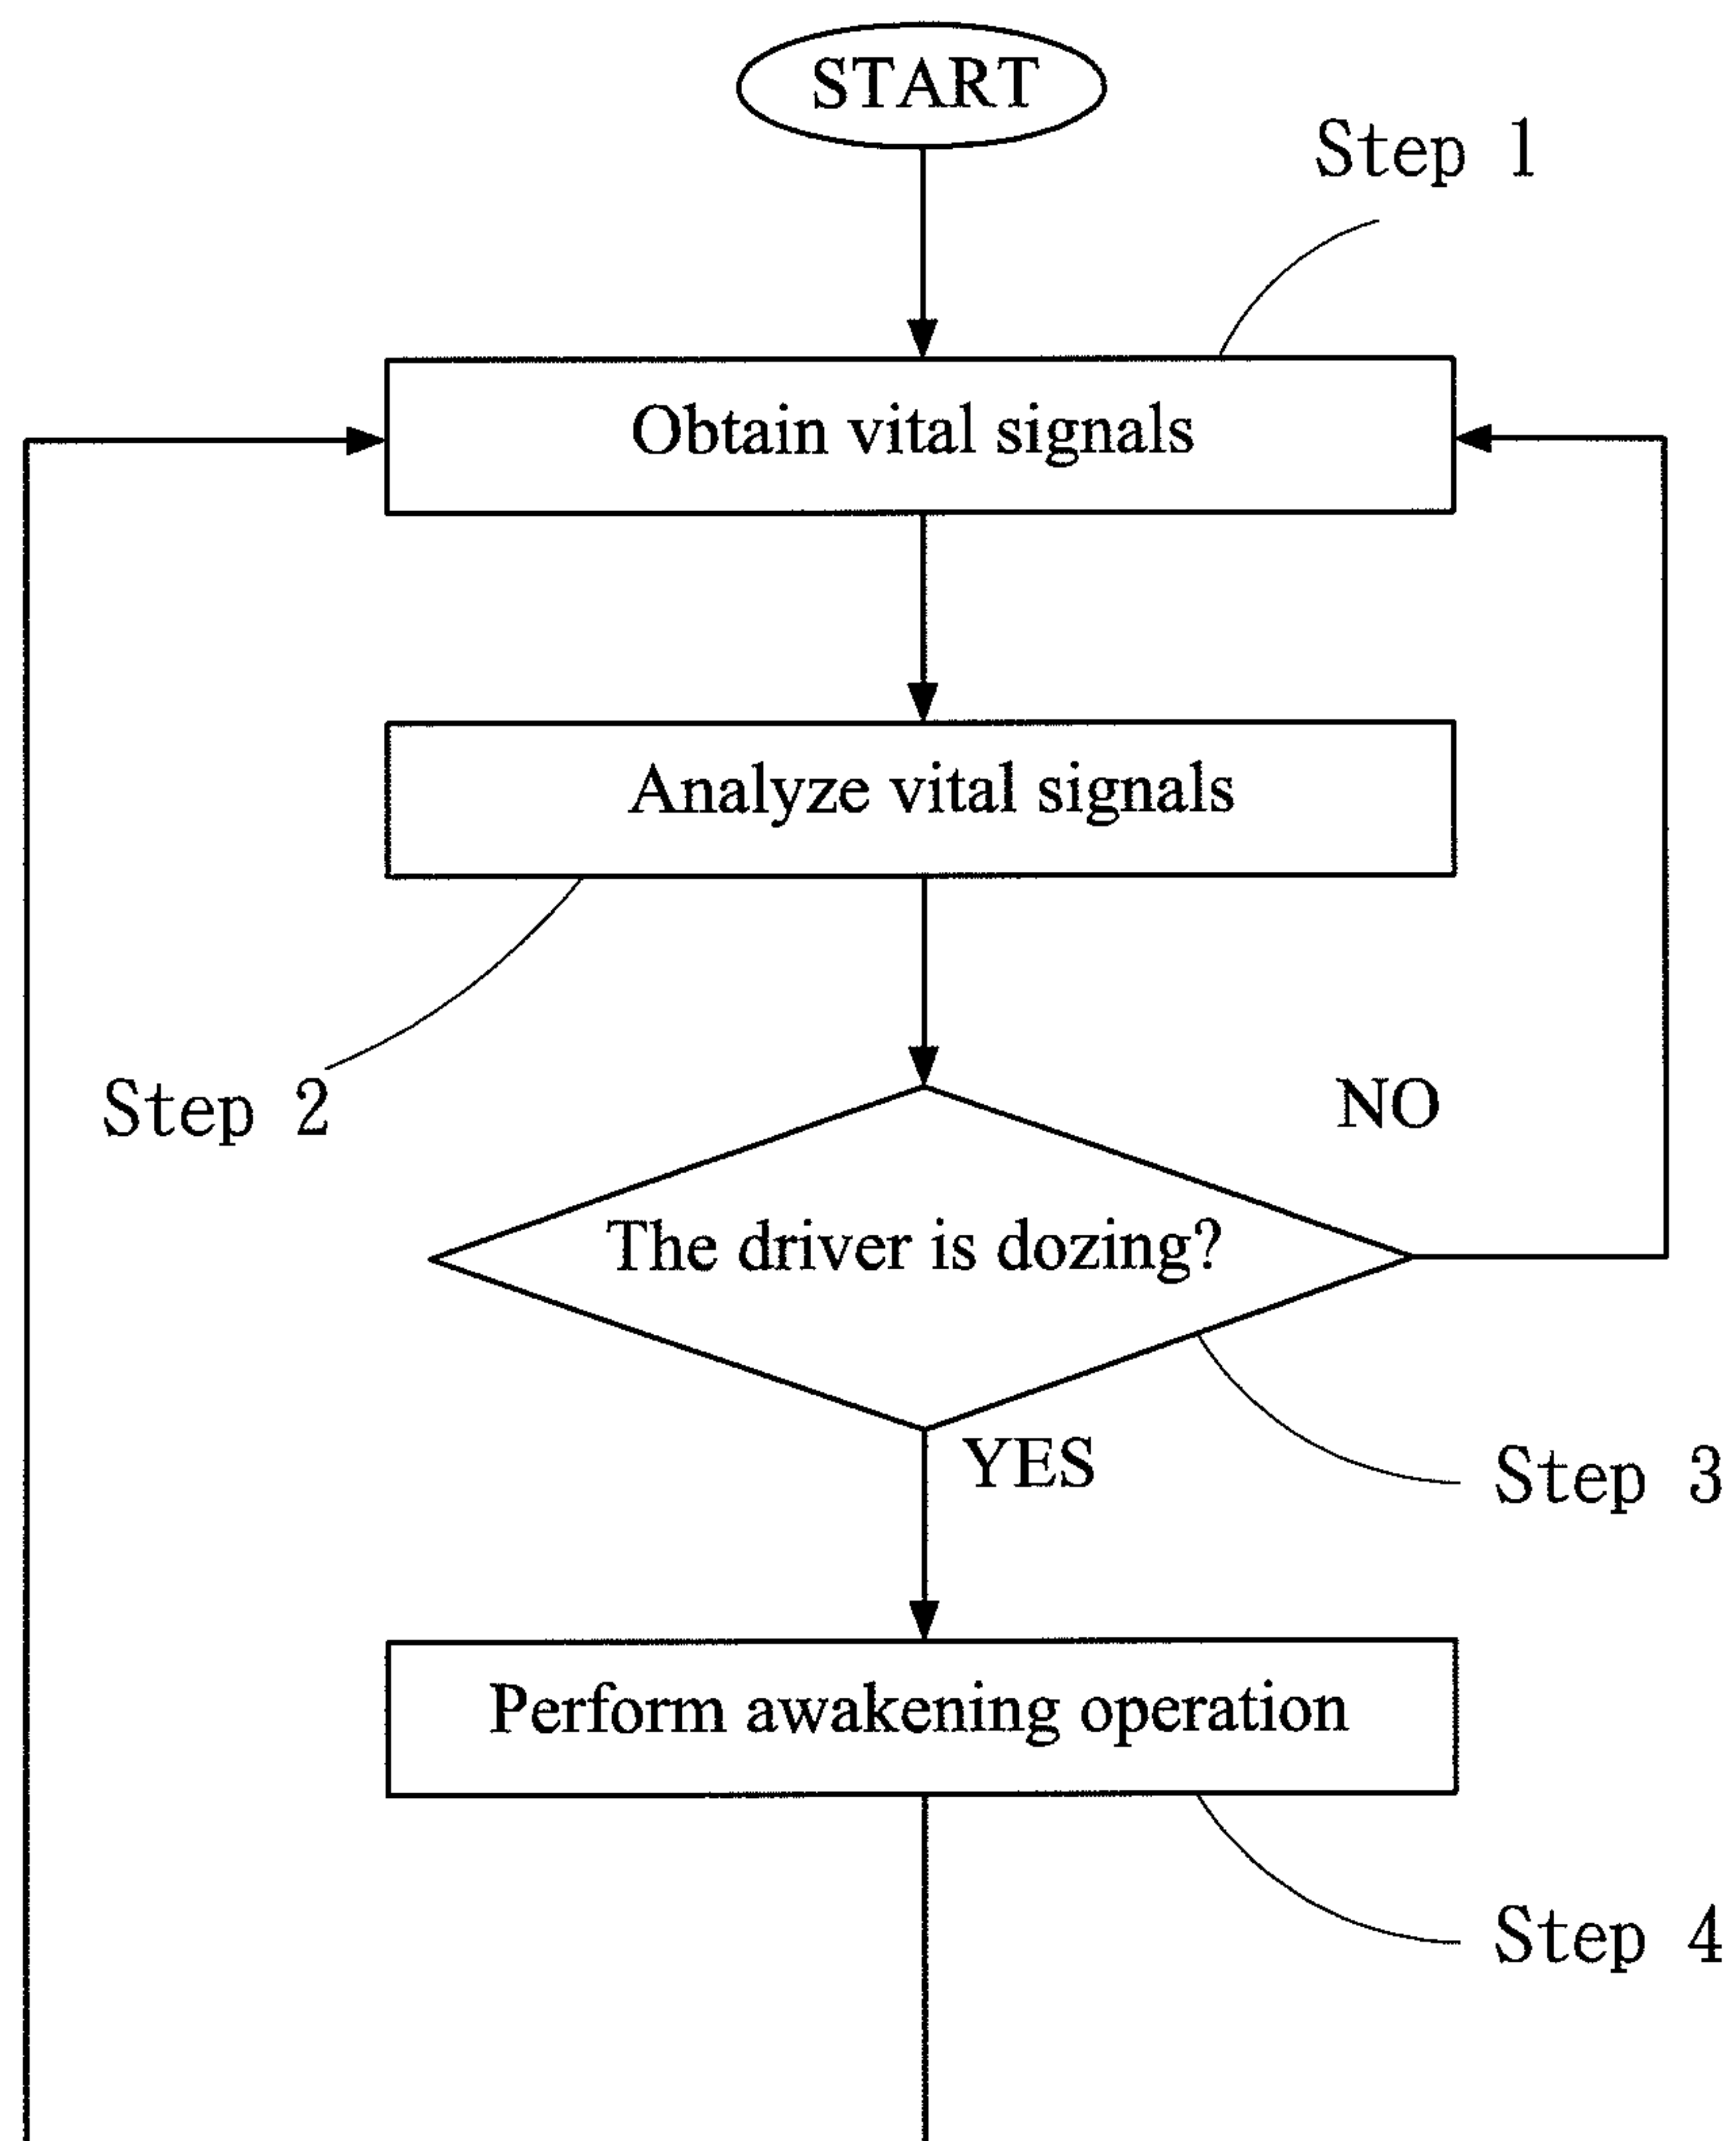 START
Step 1
Obtain vital signals
Analyze vital signals
Step 2
NO
The driver is dozing?
YES
Step 3
Perform awakening operation
Step 4